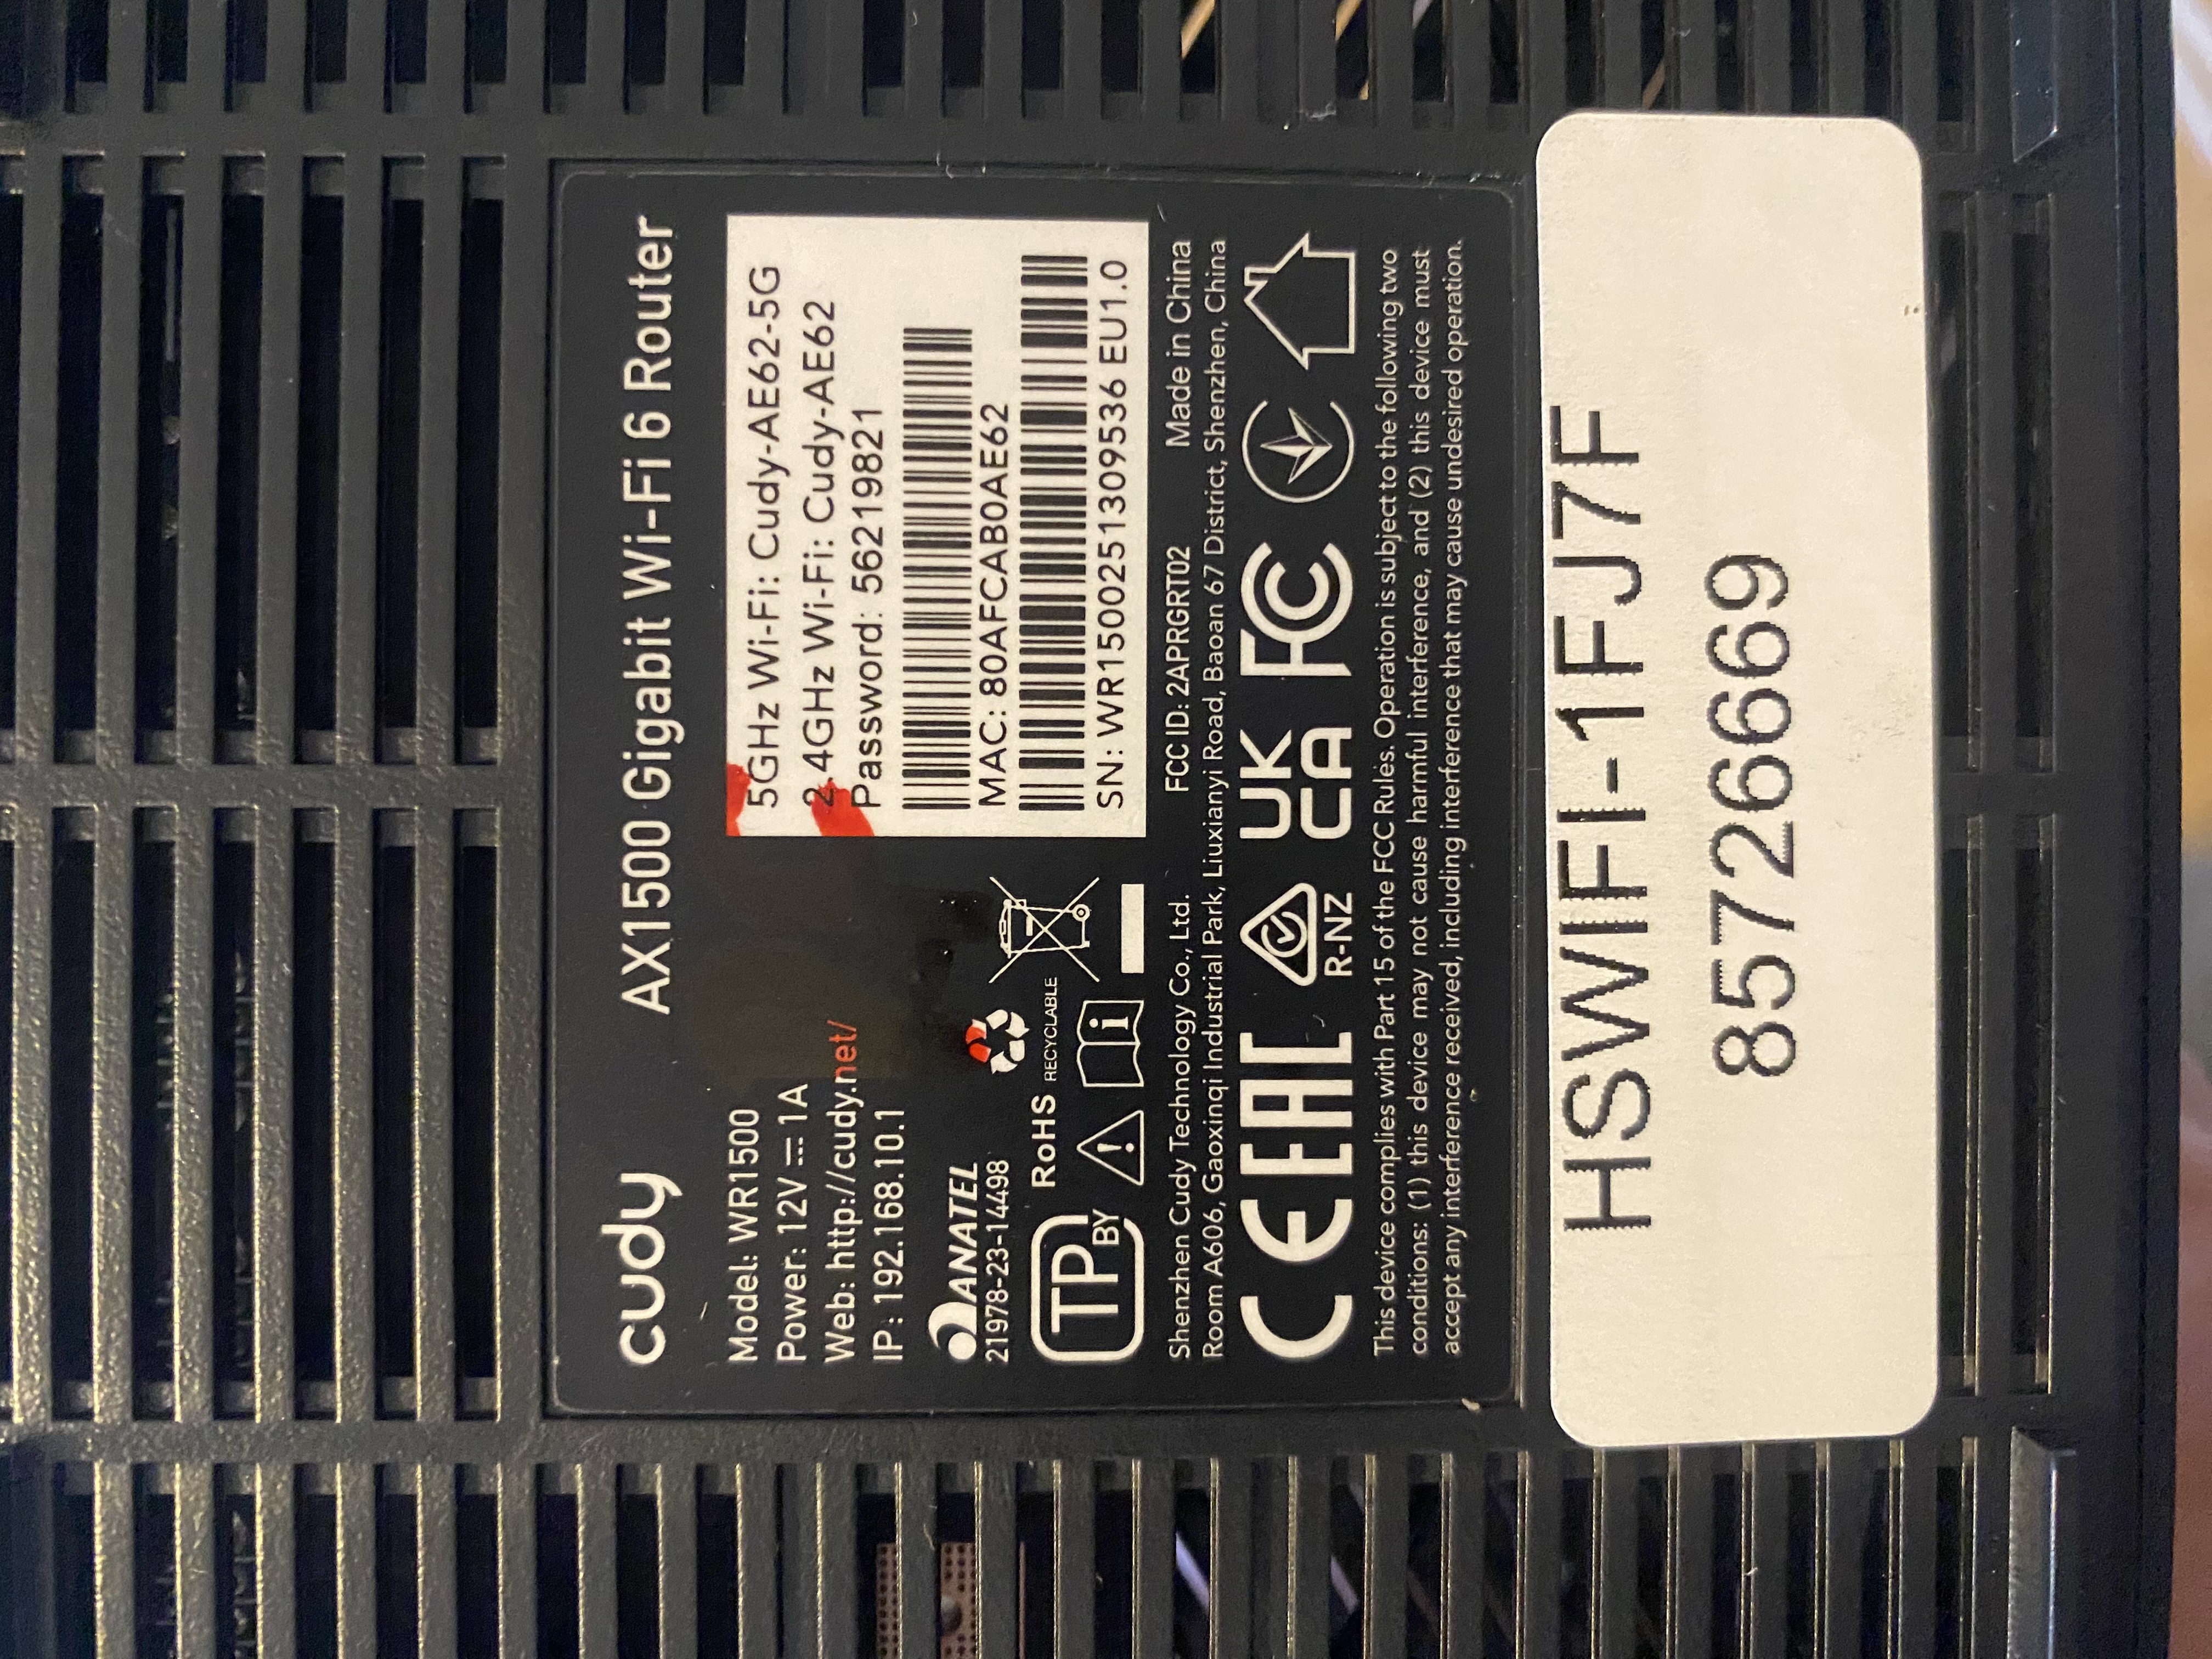 cudy AX1500 Gigabit Wi-Fi 6 Router
Model: WR1500
Power: 12V ⎓ 1A
Web: http://cudy.net/
IP: 192.168.10.1
5GHz Wi-Fi: Cudy-AE62-5G
2.4GHz Wi-Fi: Cudy-AE62
Password: 56219821
MAC: 80AFCAB0AE62
SN: WR1500251309536 EU1.0
ANATEL
21978-23-14498
RoHS
RECYCLABLE
TP BY
Shenzhen Cudy Technology Co., Ltd. FCC ID: 2APRGRT02 Made in China
Room A606, Gaoxinqi Industrial Park, Liuxianyi Road, Baoan 67 District, Shenzhen, China
CE EAC R-NZ UK CA FC
This device complies with Part 15 of the FCC Rules. Operation is subject to the following two
conditions: (1) this device may not cause harmful interference, and (2) this device must
accept any interference received, including interference that may cause undesired operation.
HSWIFI-1FJ7F
85726669